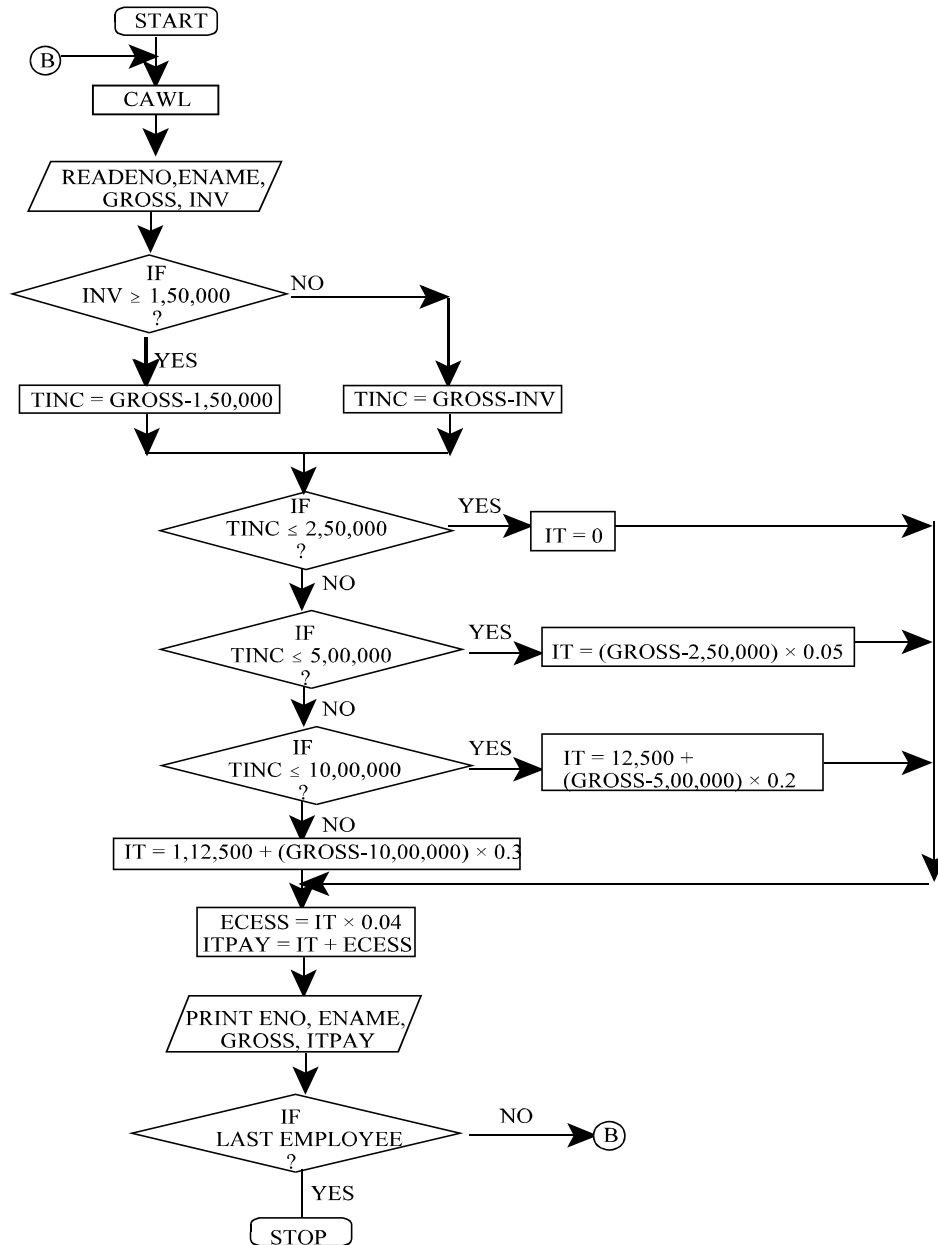 START
B
CAWL
READENO,ENAME,
GROSS, INV
IF
INV ≥ 1,50,000
?
NO
YES
TINC = GROSS-1,50,000
TINC = GROSS-INV
IF
TINC ≤ 2,50,000
?
YES
IT = 0
NO
IF
TINC ≤ 5,00,000
?
YES
IT = (GROSS-2,50,000) × 0.05
NO
IF
TINC ≤ 10,00,000
?
YES
IT = 12,500 +
(GROSS-5,00,000) × 0.2
NO
IT = 1,12,500 + (GROSS-10,00,000) × 0.3
ECESS = IT × 0.04
ITPAY = IT + ECESS
PRINT ENO, ENAME,
GROSS, ITPAY
IF
LAST EMPLOYEE
?
NO
B
YES
STOP